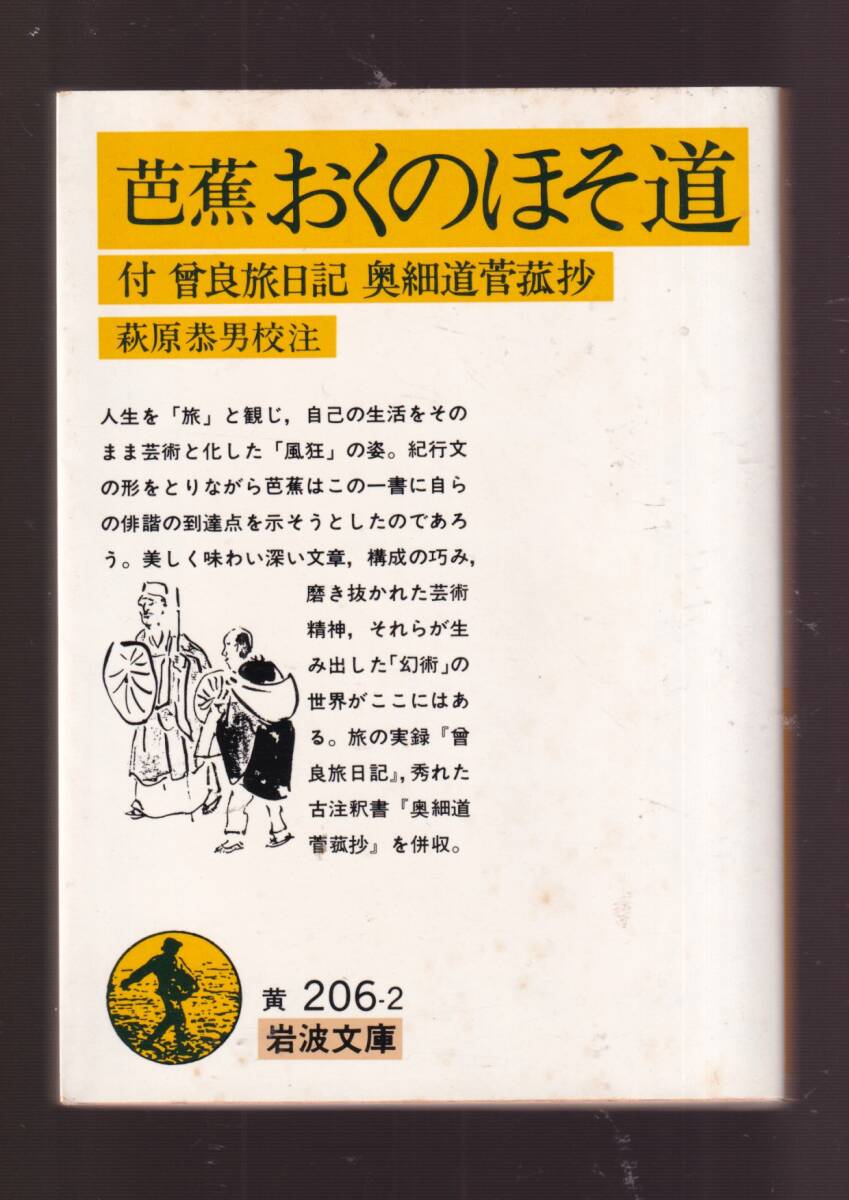 芭蕉 おくのほそ道
付 曾良旅日記 奥細道菅菰抄
萩原恭男校注
人生を「旅」と観じ，自己の生活をその
まま芸術と化した「風狂」の姿。紀行文
の形をとりながら芭蕉はこの一書に自ら
の俳諧の到達点を示そうとしたのであろ
う。美しく味わい深い文章，構成の巧み，
磨き抜かれた芸術
精神，それらが生
み出した「幻術」の
世界がここにはあ
る。旅の実録『曾
良旅日記』，秀れた
古注釈書『奥細道
菅菰抄』を併収。
黄 206-2
岩波文庫